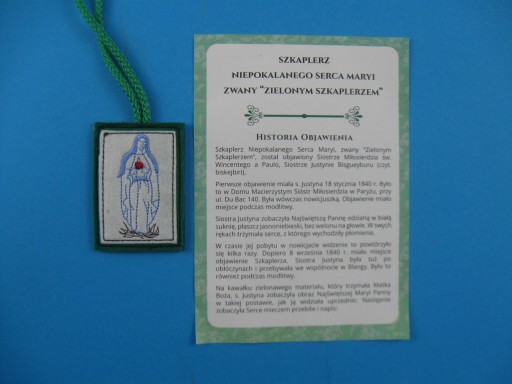 SZKAPLERZ
NIEPOKALANEGO SERCA MARYI
ZWANY "ZIELONYM SZKAPLERZEM"
HISTORIA OBJAWIENIA
Szkaplerz Niepokalanego Serca Maryi, zwany "Zielonym
Szkaplerzem", został objawiony Siostrze Miłosierdzia św.
Wincentego a Paulo, Siostrze Justynie Bisgueyburu (czyt.
biskejbiri).
Pierwsze objawienie miała s. Justyna 18 stycznia 1840 r. Było
to w Domu Macierzystym Sióstr Miłosierdzia w Paryżu, przy
ul. Du Bac 140. Była wówczas nowicjuszką. Objawienie miało
miejsce podczas modlitwy.
Siostra Justyna zobaczyła Najświętszą Pannę odzianą w białą
suknię, płaszcz jasnoniebieski, bez welonu na głowie. W swych
rękach trzymała serce, z którego wychodziły płomienie.
W czasie jej pobytu w nowicjacie widzenie to powtórzyło
się kilka razy. Dopiero 8 września 1840 r. miało miejsce
objawienie Szkaplerza. Siostra Justyna była tuż po
obłóczynach i przebywała we wspólnocie w Blangy. Było to
również podczas modlitwy.
Na kawałku zielonawego materiału, który trzymała Matka
Boża, s. Justyna zobaczyła obraz Najświętszej Maryi Panny
w takiej postawie, jak ją widziała uprzednio. Następnie
zobaczyła Serce mieczem przebite i napis: